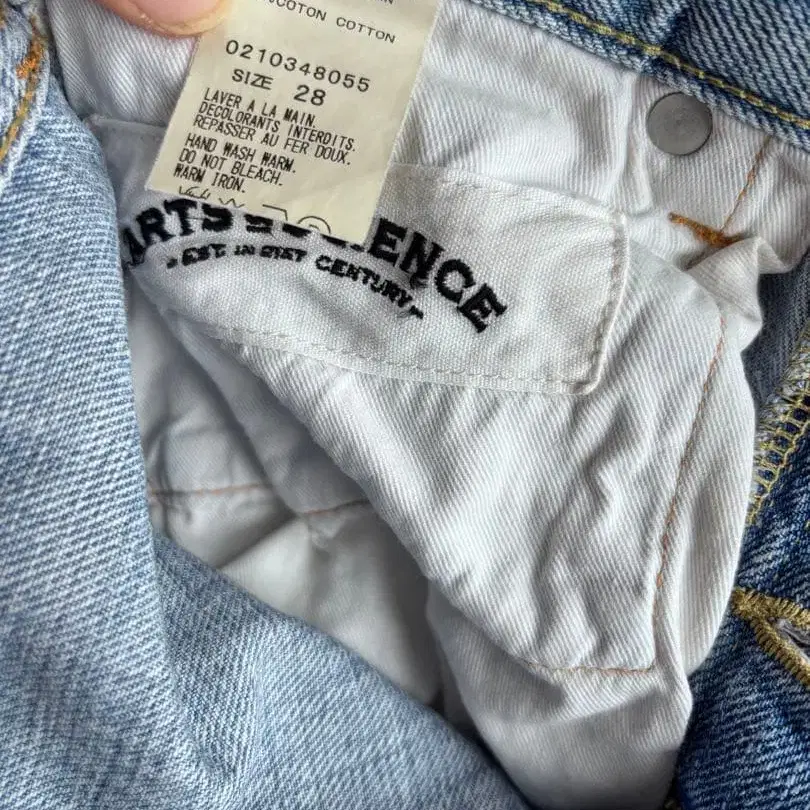 COTON COTTON
0210348055
SIZE 28
LAVER A LA MAIN.
DECOLORANTS INTERDITS.
REPASSER AU FER DOUX.
HAND WASH WARM.
DO NOT BLEACH.
WARM IRON.
ARTS & SCIENCE
EST. IN 21ST CENTURY